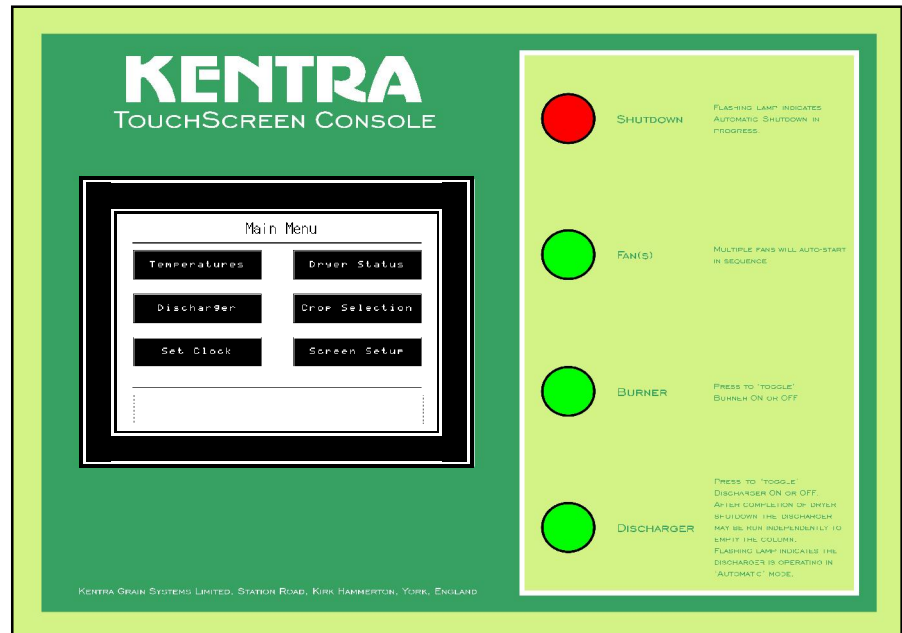 KENTRA
TouchScreen Console
Main Menu
Temperatures
Dryer Status
Discharger
Crop Selection
Set Clock
Screen Setup
Shutdown
Flashing lamp indicates
Automatic Shutdown in
progress.
Fan(s)
Multiple fans will auto-start
in sequence
Burner
Press to 'toggle'
Burner ON or OFF
Discharger
Press to 'toggle'
Discharger ON or OFF.
After completion of dryer
shutdown the discharger
may be run independently to
empty the column.
Flashing lamp indicates the
discharger is operating in
'Automatic' mode.
Kentra Grain Systems Limited, Station Road, Kirk Hammerton, York, England